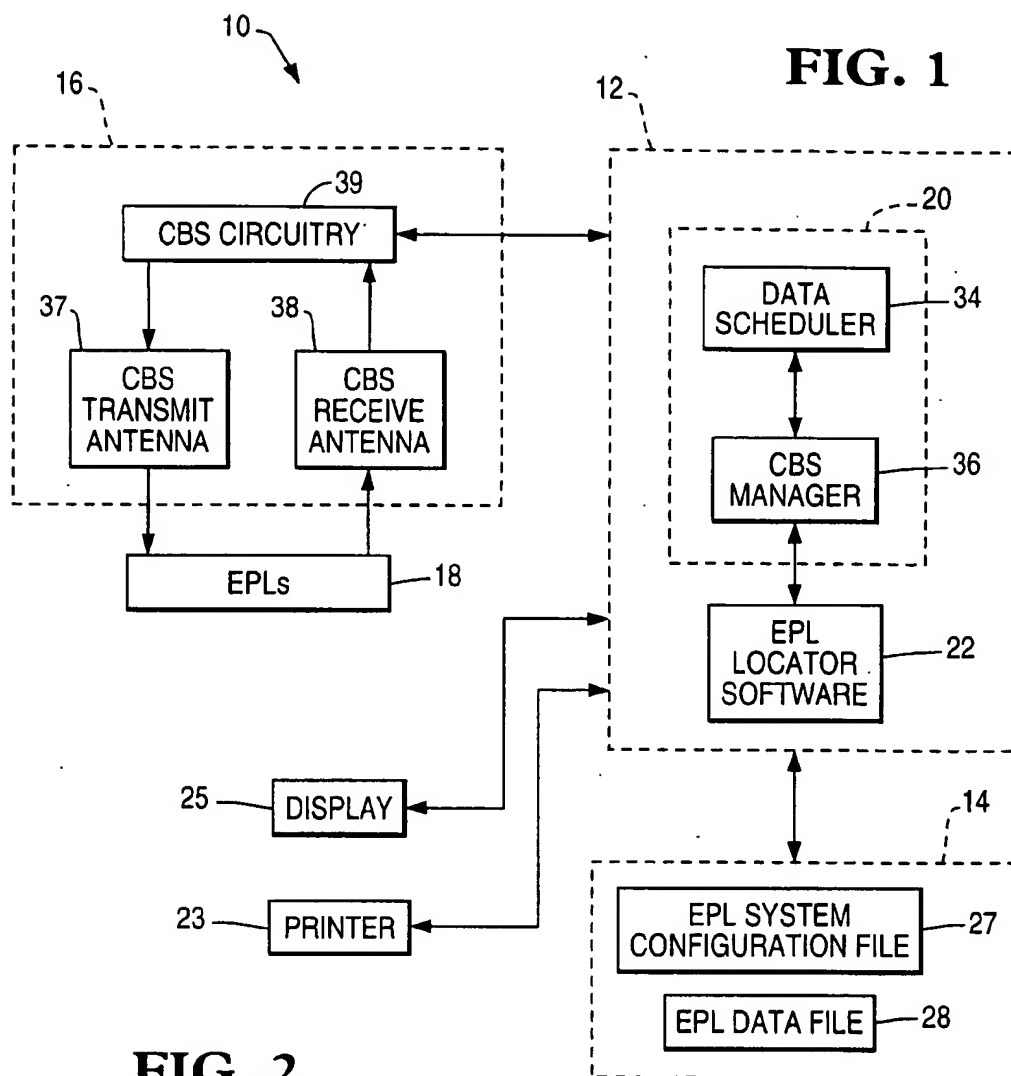 10
FIG. 1
16
12
39
CBS CIRCUITRY
20
37
38
DATA
SCHEDULER
34
CBS
TRANSMIT
ANTENNA
CBS
RECEIVE
ANTENNA
CBS
MANAGER
36
EPLs
18
EPL
LOCATOR
SOFTWARE
22
25
DISPLAY
14
23
PRINTER
EPL SYSTEM
CONFIGURATION FILE
27
EPL DATA FILE
28
FIG. 2